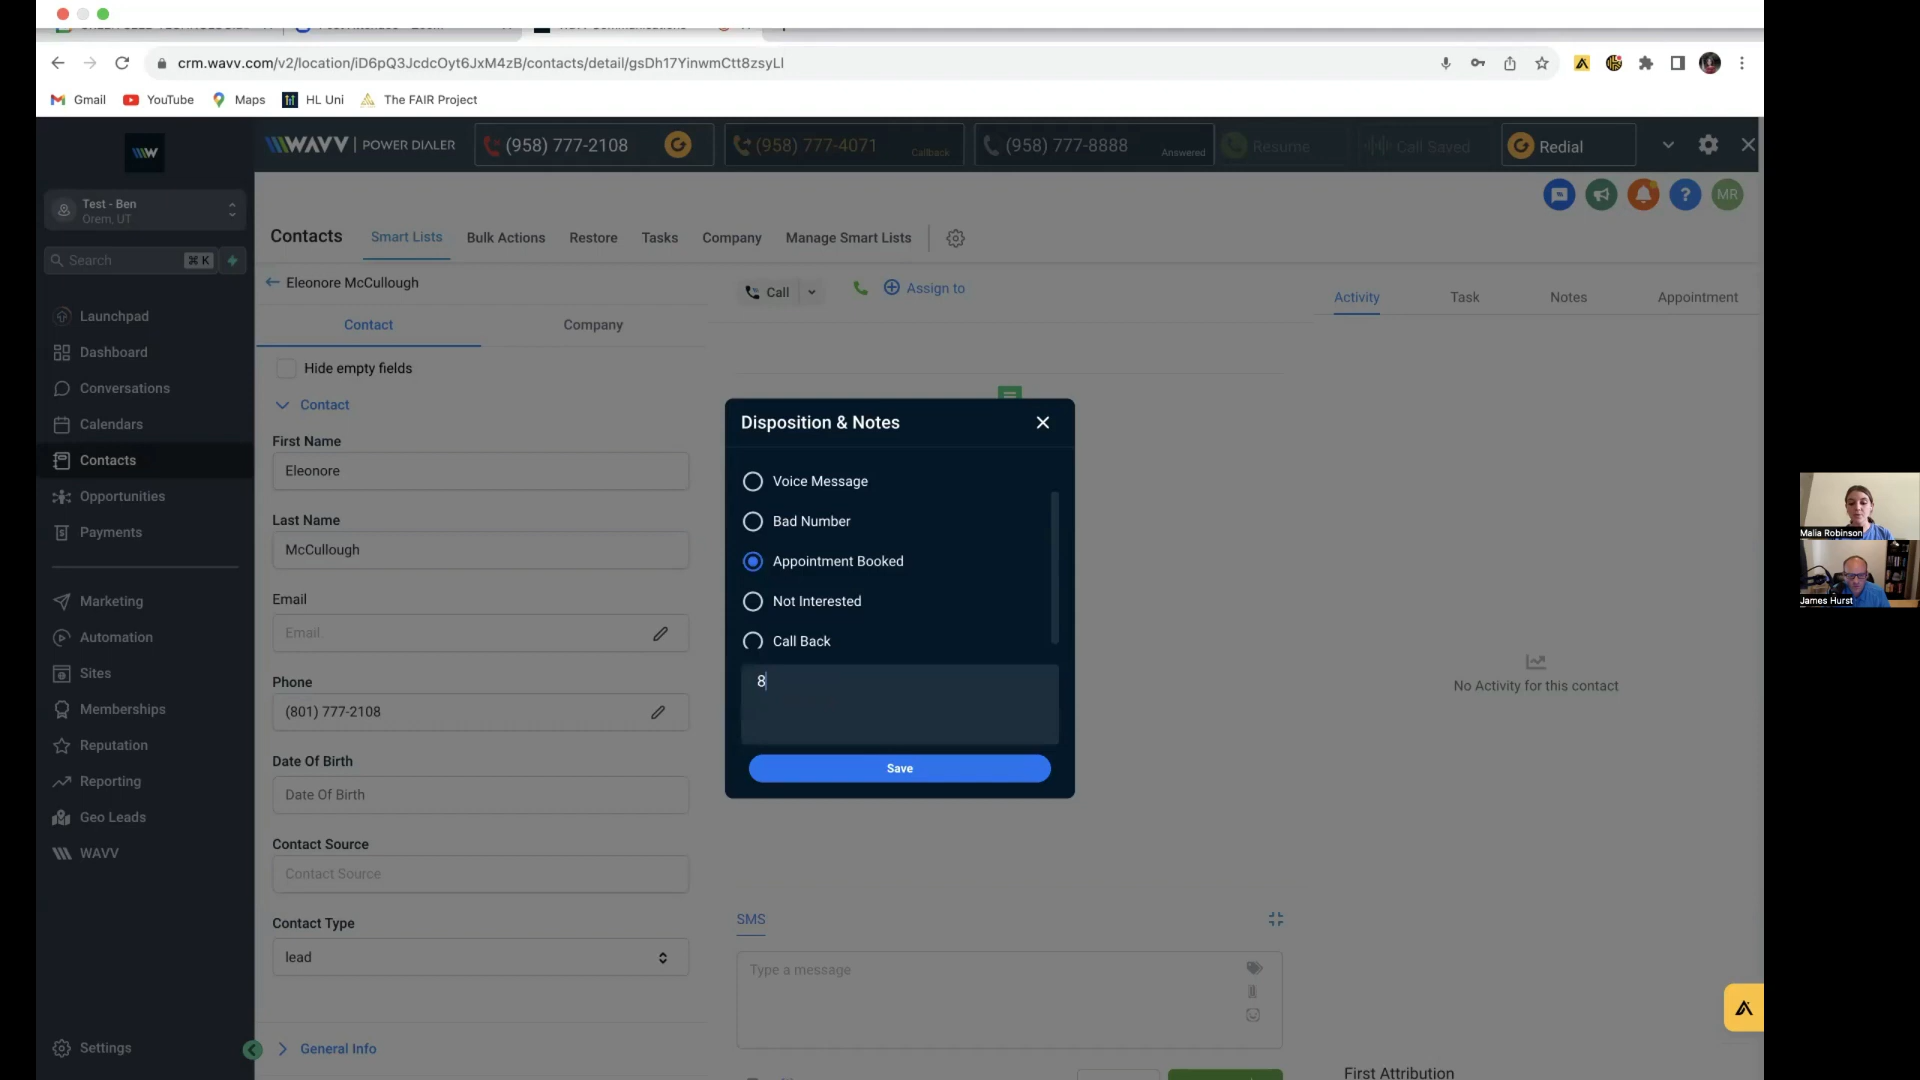 crm.wavv.com/v2/location/iD6pQ3JcdcOyt6JxM4zB/contacts/detail/gsDh17YinwmCtt8zsyLl
Gmail YouTube Maps HL Uni The FAIR Project
WAVV | POWER DIALER (958) 777-2108 (958) 777-4071 Callback (958) 777-8888 Answered Resume Call Saved Redial
Test - Ben
Orem, UT
MR
Search ⌘ K
Contacts Smart Lists Bulk Actions Restore Tasks Company Manage Smart Lists
Eleonore McCullough
Call Assign to
Activity Task Notes Appointment
Launchpad
Dashboard
Conversations
Calendars
Contacts
Opportunities
Payments
Marketing
Automation
Sites
Memberships
Reputation
Reporting
Geo Leads
WAVV
Settings
Contact Company
Hide empty fields
Contact
First Name
Eleonore
Last Name
McCullough
Email
Email
Phone
(801) 777-2108
Date Of Birth
Date Of Birth
Contact Source
Contact Source
Contact Type
lead
General Info
Disposition & Notes
Voice Message
Bad Number
Appointment Booked
Not Interested
Call Back
8
Save
SMS
Type a message
No Activity for this contact
First Attribution
Malia Robinson
James Hurst